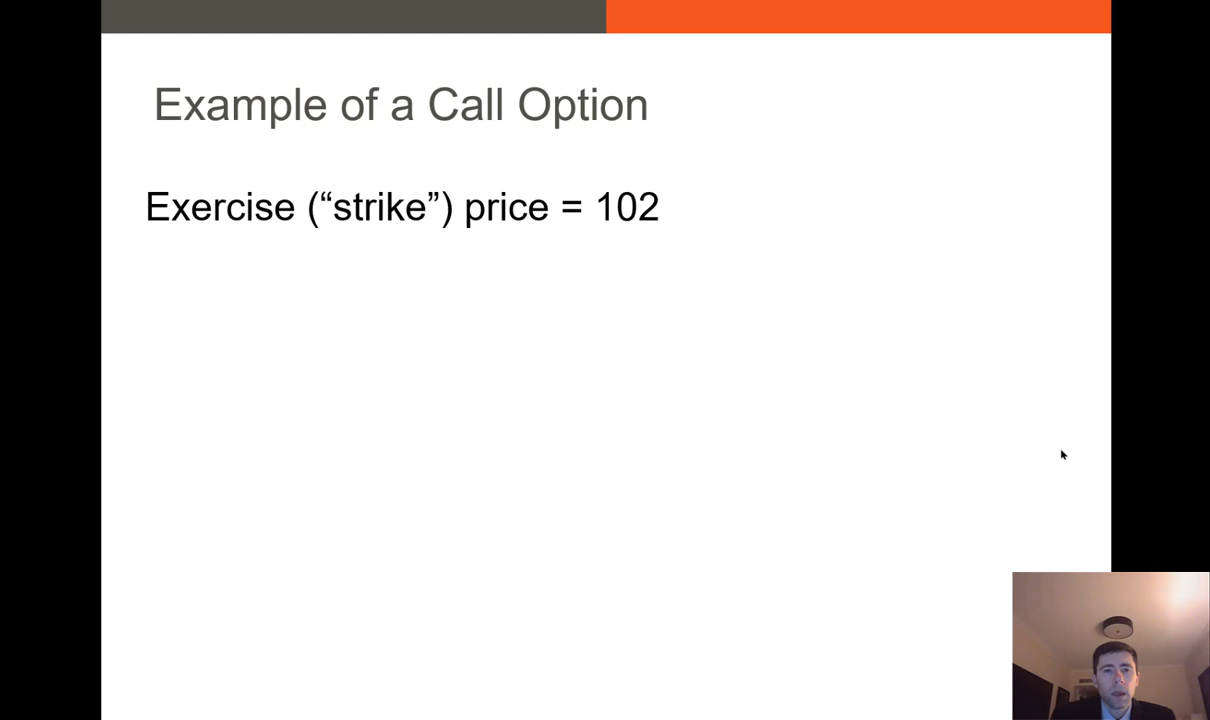 Example of a Call Option
Exercise (“strike”) price = 102